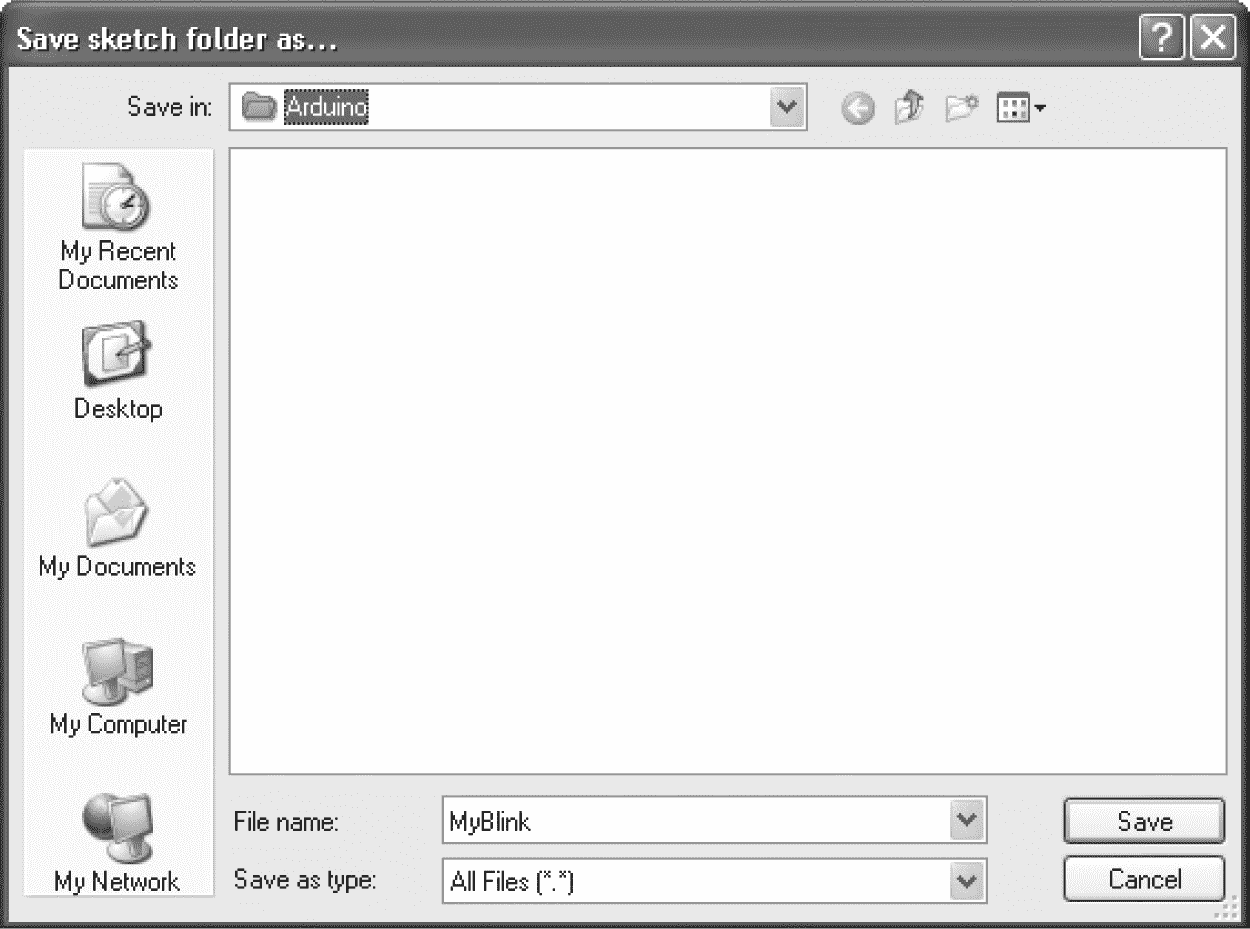 Save sketch folder as...
Save in: Arduino
My Recent
Documents
Desktop
My Documents
My Computer
My Network
File name: MyBlink Save
Save as type: All Files (*.*) Cancel